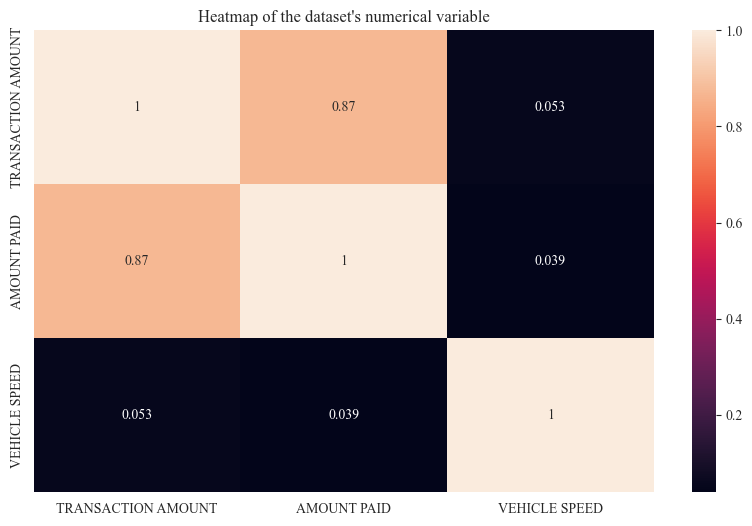 Heatmap of the dataset's numerical variable
TRANSACTION AMOUNT
1
0.87
0.053
AMOUNT PAID
0.87
1
0.039
VEHICLE SPEED
0.053
0.039
1
TRANSACTION AMOUNT
AMOUNT PAID
VEHICLE SPEED
1.0
0.8
0.6
0.4
0.2